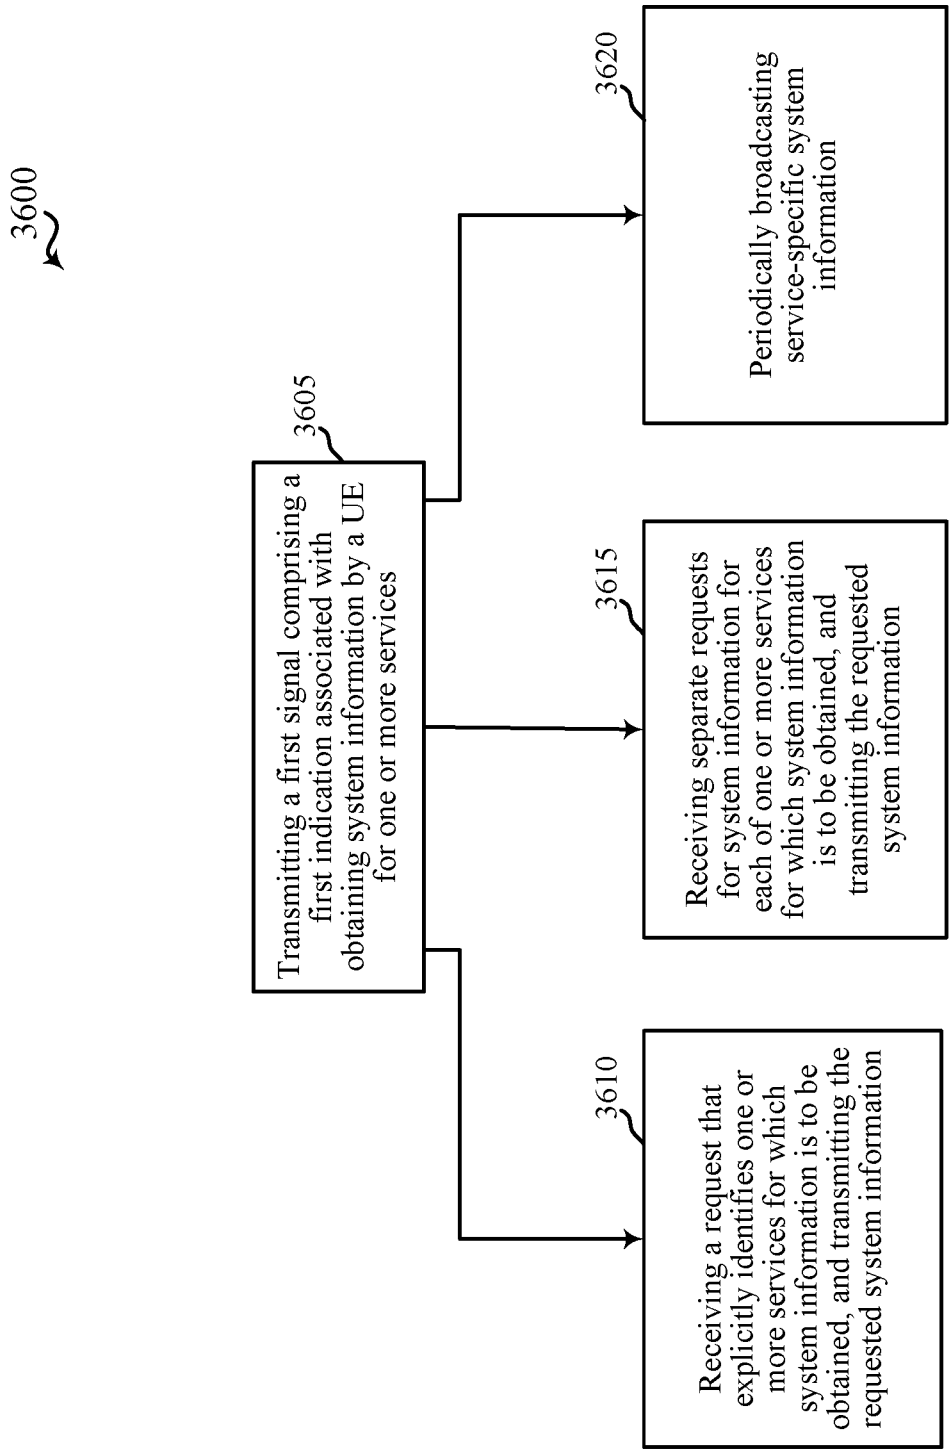 3600
3605
Transmitting a first signal comprising a
first indication associated with
obtaining system information by a UE
for one or more services
3610
Receiving a request that
explicitly identifies one or
more services for which
system information is to be
obtained, and transmitting the
requested system information
3615
Receiving separate requests
for system information for
each of one or more services
for which system information
is to be obtained, and
transmitting the requested
system information
3620
Periodically broadcasting
service-specific system
information